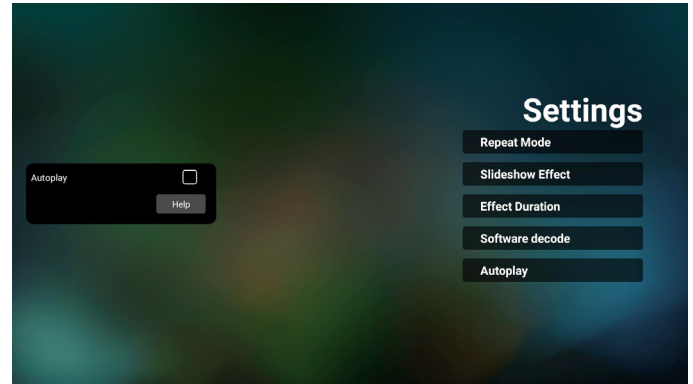 Settings
Repeat Mode
Slideshow Effect
Effect Duration
Software decode
Autoplay
Autoplay
Help